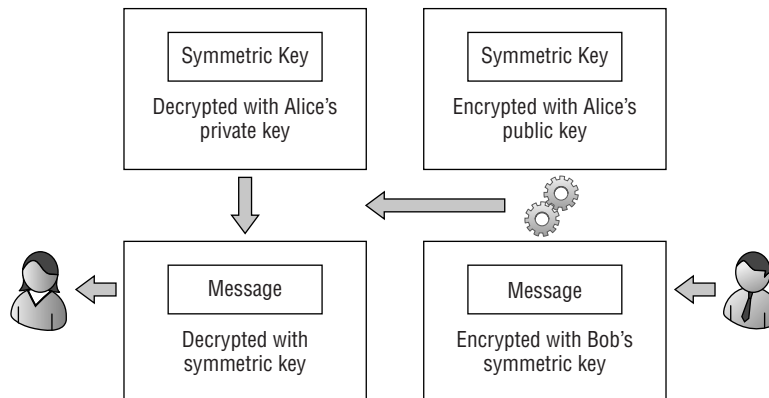 Symmetric Key
Decrypted with Alice's
private key
Symmetric Key
Encrypted with Alice's
public key
Message
Decrypted with
symmetric key
Message
Encrypted with Bob's
symmetric key